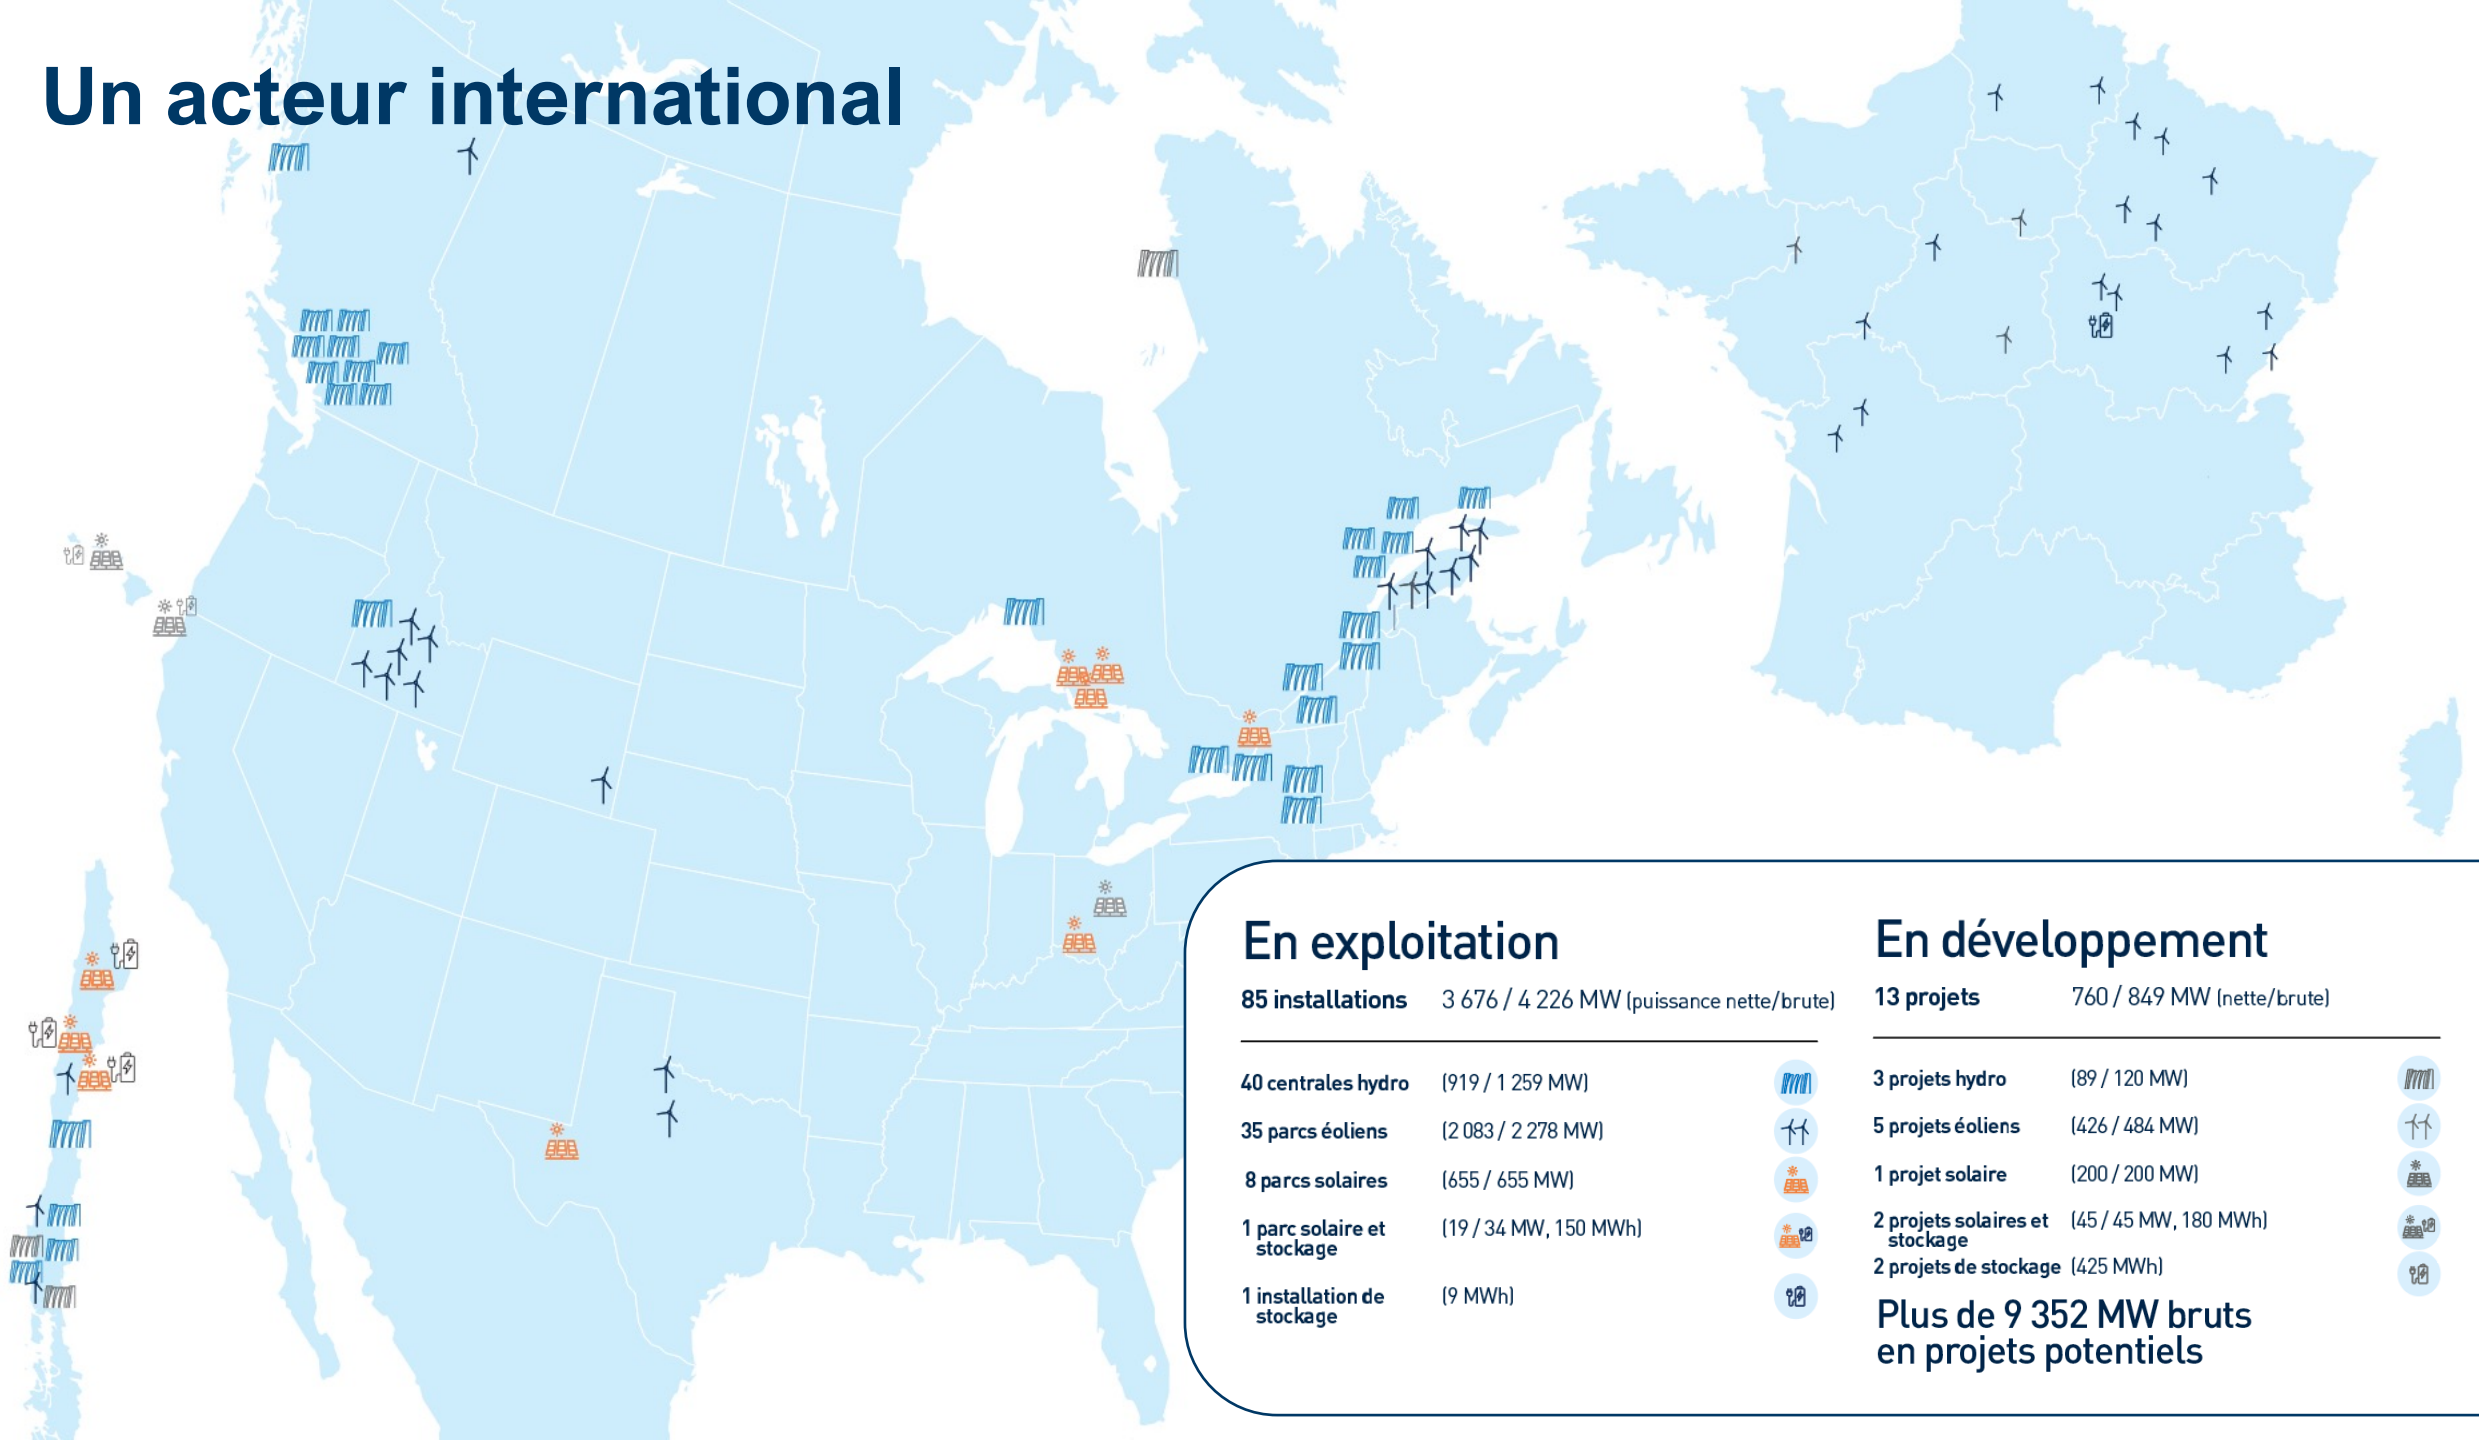 Un acteur international
En exploitation
85 installations 3 676 / 4 226 MW (puissance nette/brute)
40 centrales hydro (919 / 1 259 MW)
35 parcs éoliens (2 083 / 2 278 MW)
8 parcs solaires (655 / 655 MW)
1 parc solaire et (19 / 34 MW, 150 MWh)
stockage
1 installation de (9 MWh)
stockage
En développement
13 projets 760 / 849 MW (nette/brute)
3 projets hydro (89 / 120 MW)
5 projets éoliens (426 / 484 MW)
1 projet solaire (200 / 200 MW)
2 projets solaires et (45 / 45 MW, 180 MWh)
stockage
2 projets de stockage (425 MWh)
Plus de 9 352 MW bruts
en projets potentiels